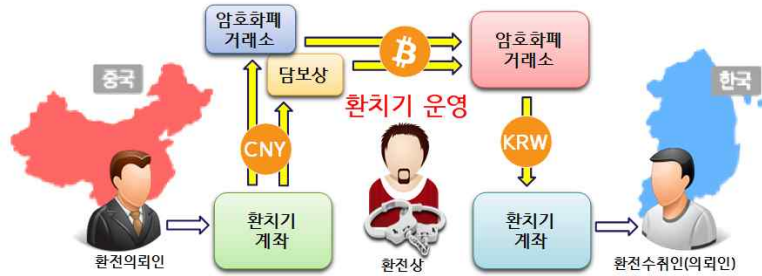 암호화폐
거래소
담보상
암호화폐
거래소
중국
한국
환치기 운영
CNY
KRW
환치기
계좌
환치기
계좌
환전의뢰인
환전상
환전수취인(의뢰인)